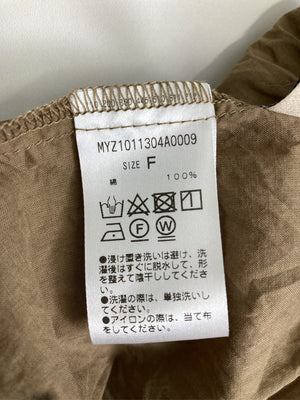 MYZ1011304A0009
SIZE F
綿 100%
F W
●浸け置き洗いは避け、洗
濯後はすぐに脱水して、形
を整えて陰干ししてくださ
い。
●洗濯の際は、単独洗いし
てください。
●アイロンの際は、当て布
をしてください。